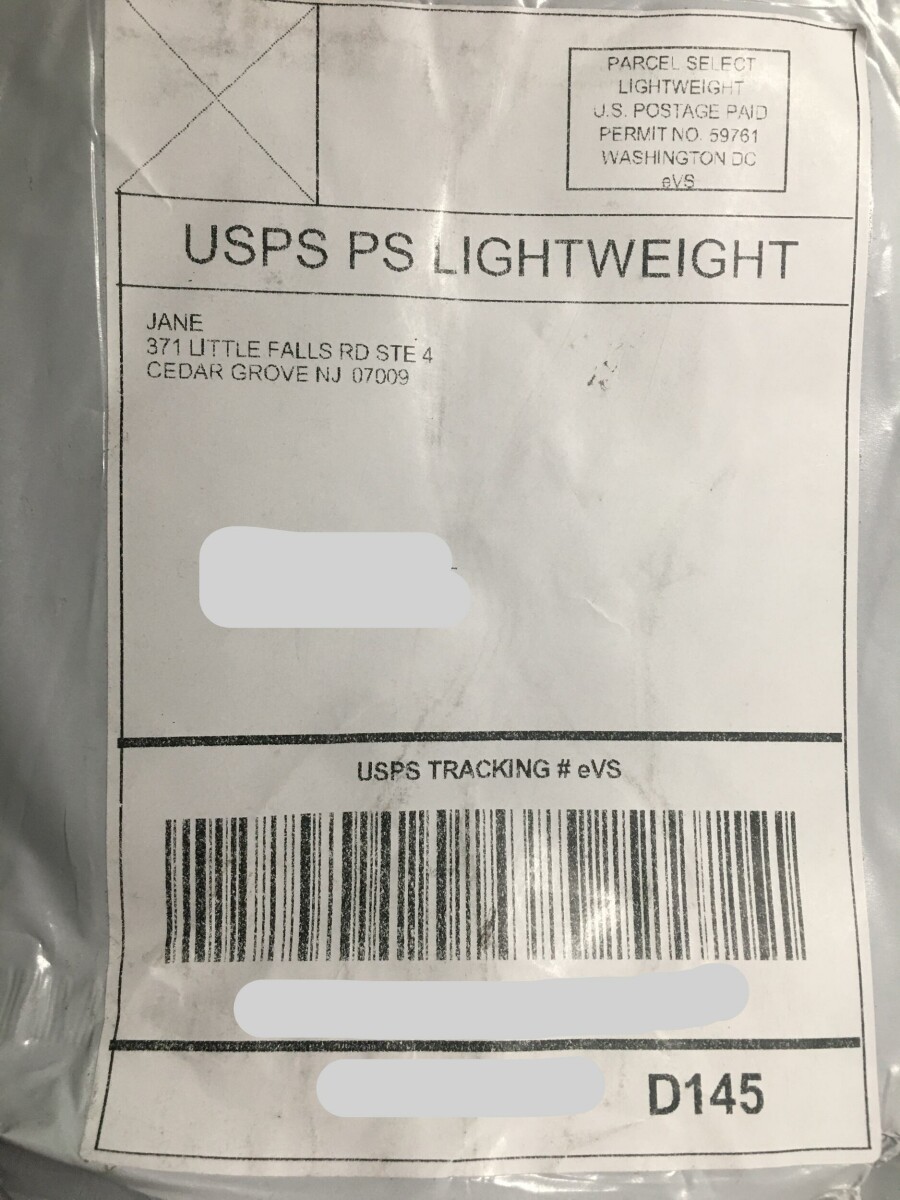 PARCEL SELECT
LIGHTWEIGHT
U.S. POSTAGE PAID
PERMIT NO. 59761
WASHINGTON DC
eVS
USPS PS LIGHTWEIGHT
JANE
371 LITTLE FALLS RD STE 4
CEDAR GROVE NJ 07009
USPS TRACKING # eVS
D145